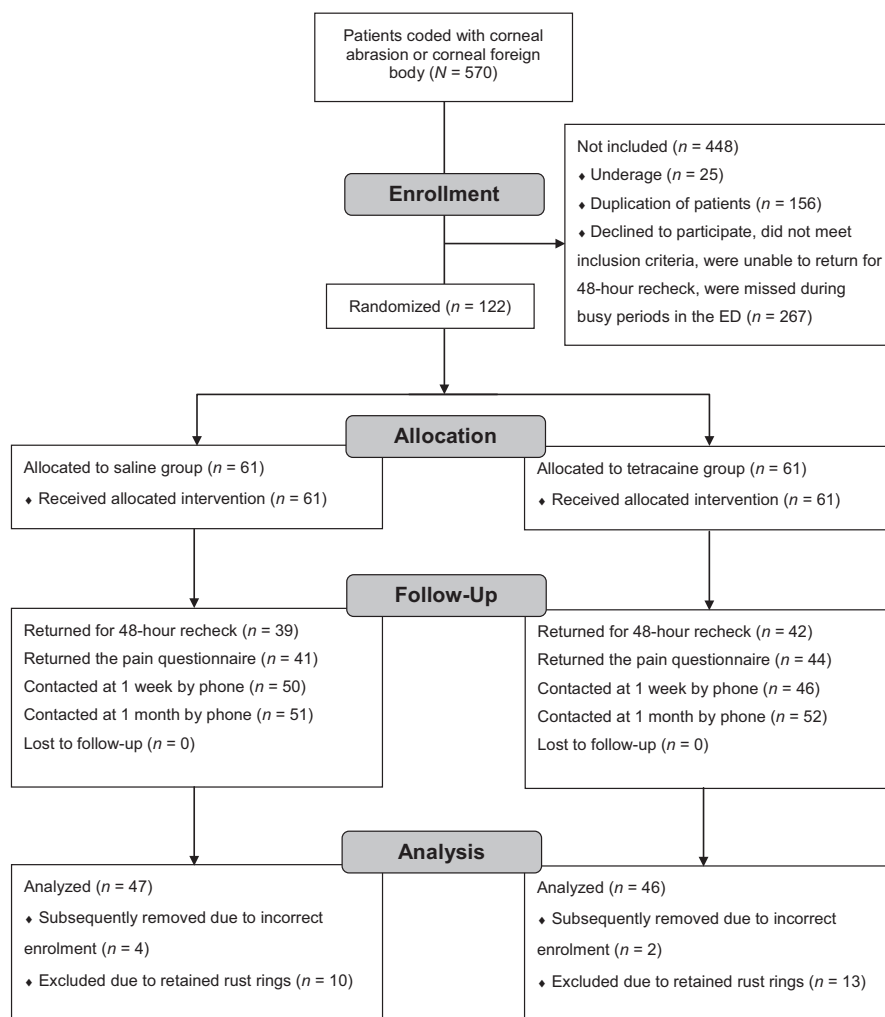 Patients coded with corneal
abrasion or corneal foreign
body (N = 570)
Enrollment
Not included (n = 448)
♦ Underage (n = 25)
♦ Duplication of patients (n = 156)
♦ Declined to participate, did not meet
inclusion criteria, were unable to return for
48-hour recheck, were missed during
busy periods in the ED (n = 267)
Randomized (n = 122)
Allocation
Allocated to saline group (n = 61)
♦ Received allocated intervention (n = 61)
Allocated to tetracaine group (n = 61)
♦ Received allocated intervention (n = 61)
Follow-Up
Returned for 48-hour recheck (n = 39)
Returned the pain questionnaire (n = 41)
Contacted at 1 week by phone (n = 50)
Contacted at 1 month by phone (n = 51)
Lost to follow-up (n = 0)
Returned for 48-hour recheck (n = 42)
Returned the pain questionnaire (n = 44)
Contacted at 1 week by phone (n = 46)
Contacted at 1 month by phone (n = 52)
Lost to follow-up (n = 0)
Analysis
Analyzed (n = 47)
♦ Subsequently removed due to incorrect
enrolment (n = 4)
♦ Excluded due to retained rust rings (n = 10)
Analyzed (n = 46)
♦ Subsequently removed due to incorrect
enrolment (n = 2)
♦ Excluded due to retained rust rings (n = 13)